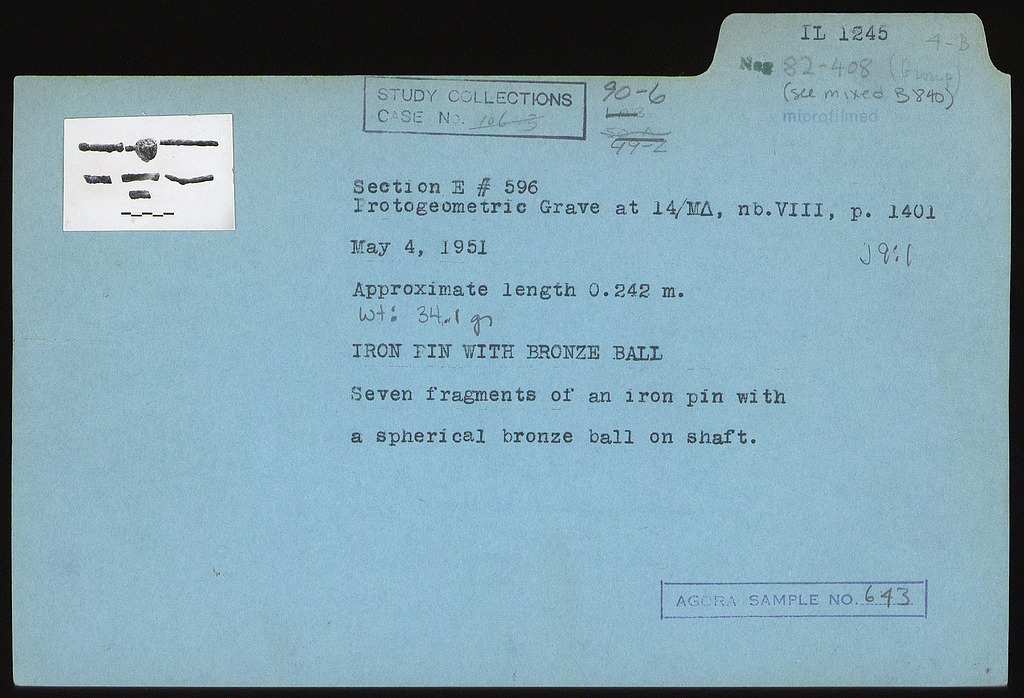 IL 1245
4-B
Neg 82-408 (Group)
(see mixed B 840)
microfilmed
STUDY COLLECTIONS
CASE No. 106-3
90-6
99-2
Section E # 596
Protogeometric Grave at 14/ΜΔ, nb.VIII, p. 1401
May 4, 1951
J 9:1
Approximate length 0.242 m.
wt: 34.1 gr
IRON PIN WITH BRONZE BALL
Seven fragments of an iron pin with
a spherical bronze ball on shaft.
AGORA SAMPLE NO. 643